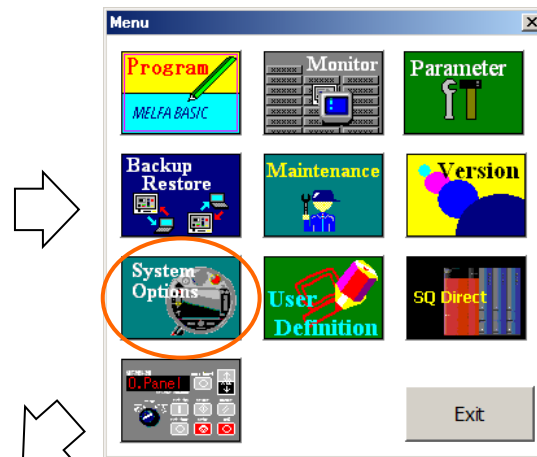 Menu
Program
MELFA BASIC
Monitor
Parameter
Backup
Restore
Maintenance
Version
System
Options
User
Definition
SQ Direct
O.Panel
Exit